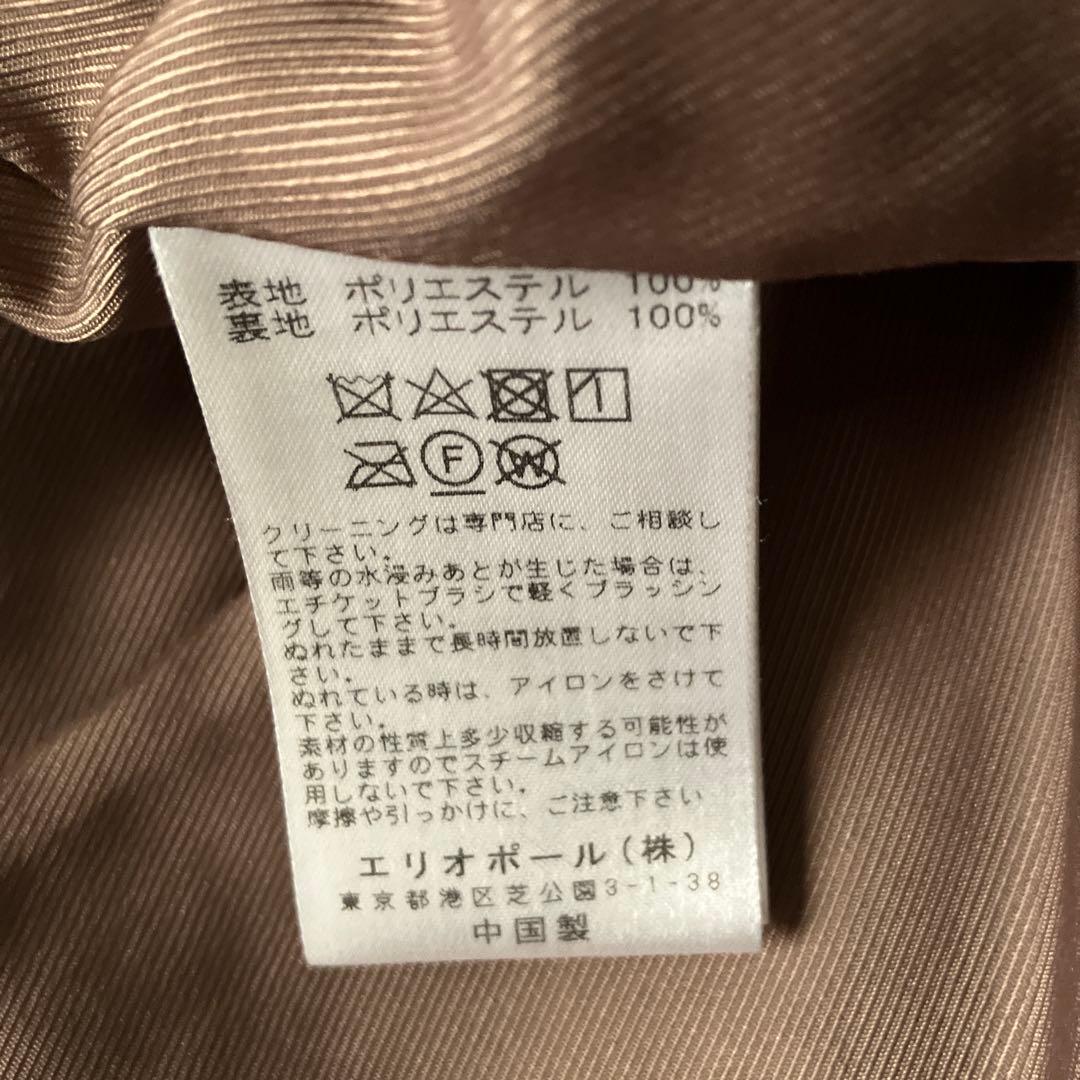 表地 ポリエステル 100%
裏地 ポリエステル 100%
F W
クリーニングは専門店に、ご相談し
て下さい。
雨等の水浸みあとが生じた場合は、
エチケットブラシで軽くブラッシン
グして下さい。
ぬれたままで長時間放置しないで下
さい。
ぬれている時は、アイロンをさけて
下さい。
素材の性質上多少収縮する可能性が
ありますのでスチームアイロンは使
用しないで下さい。
摩擦や引っかけに、ご注意下さい
エリオポール(株)
東京都港区芝公園3-1-38
中国製